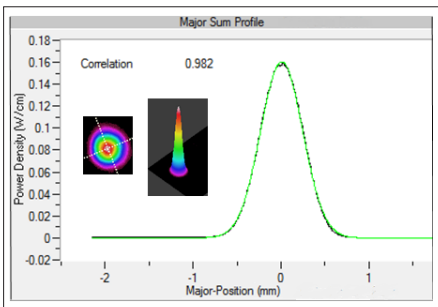 Major Sum Profile
0.18
0.16
0.14
0.12
0.1
0.08
0.06
0.04
0.02
0
-0.02
Power Density (W/cm)
Correlation 0.982
-2 -1 0 1
Major-Position (mm)